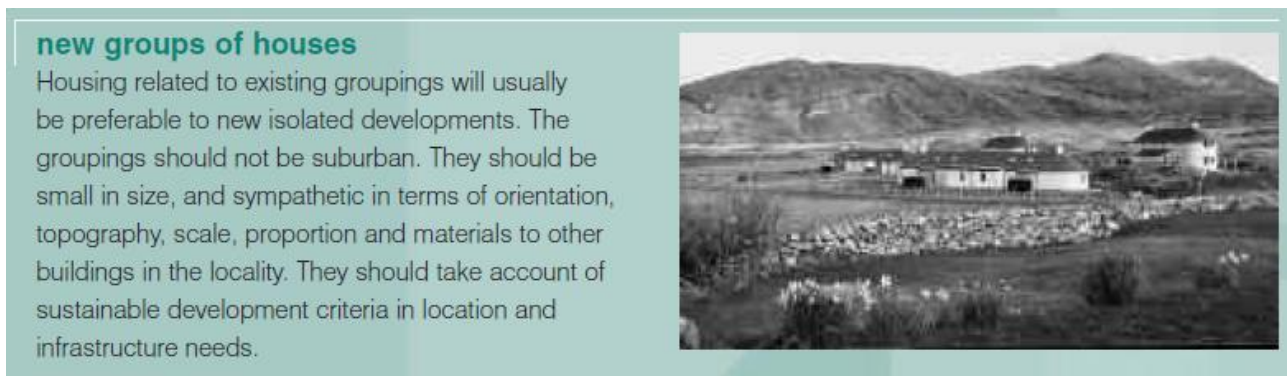 new groups of houses
Housing related to existing groupings will usually
be preferable to new isolated developments. The
groupings should not be suburban. They should be
small in size, and sympathetic in terms of orientation,
topography, scale, proportion and materials to other
buildings in the locality. They should take account of
sustainable development criteria in location and
infrastructure needs.